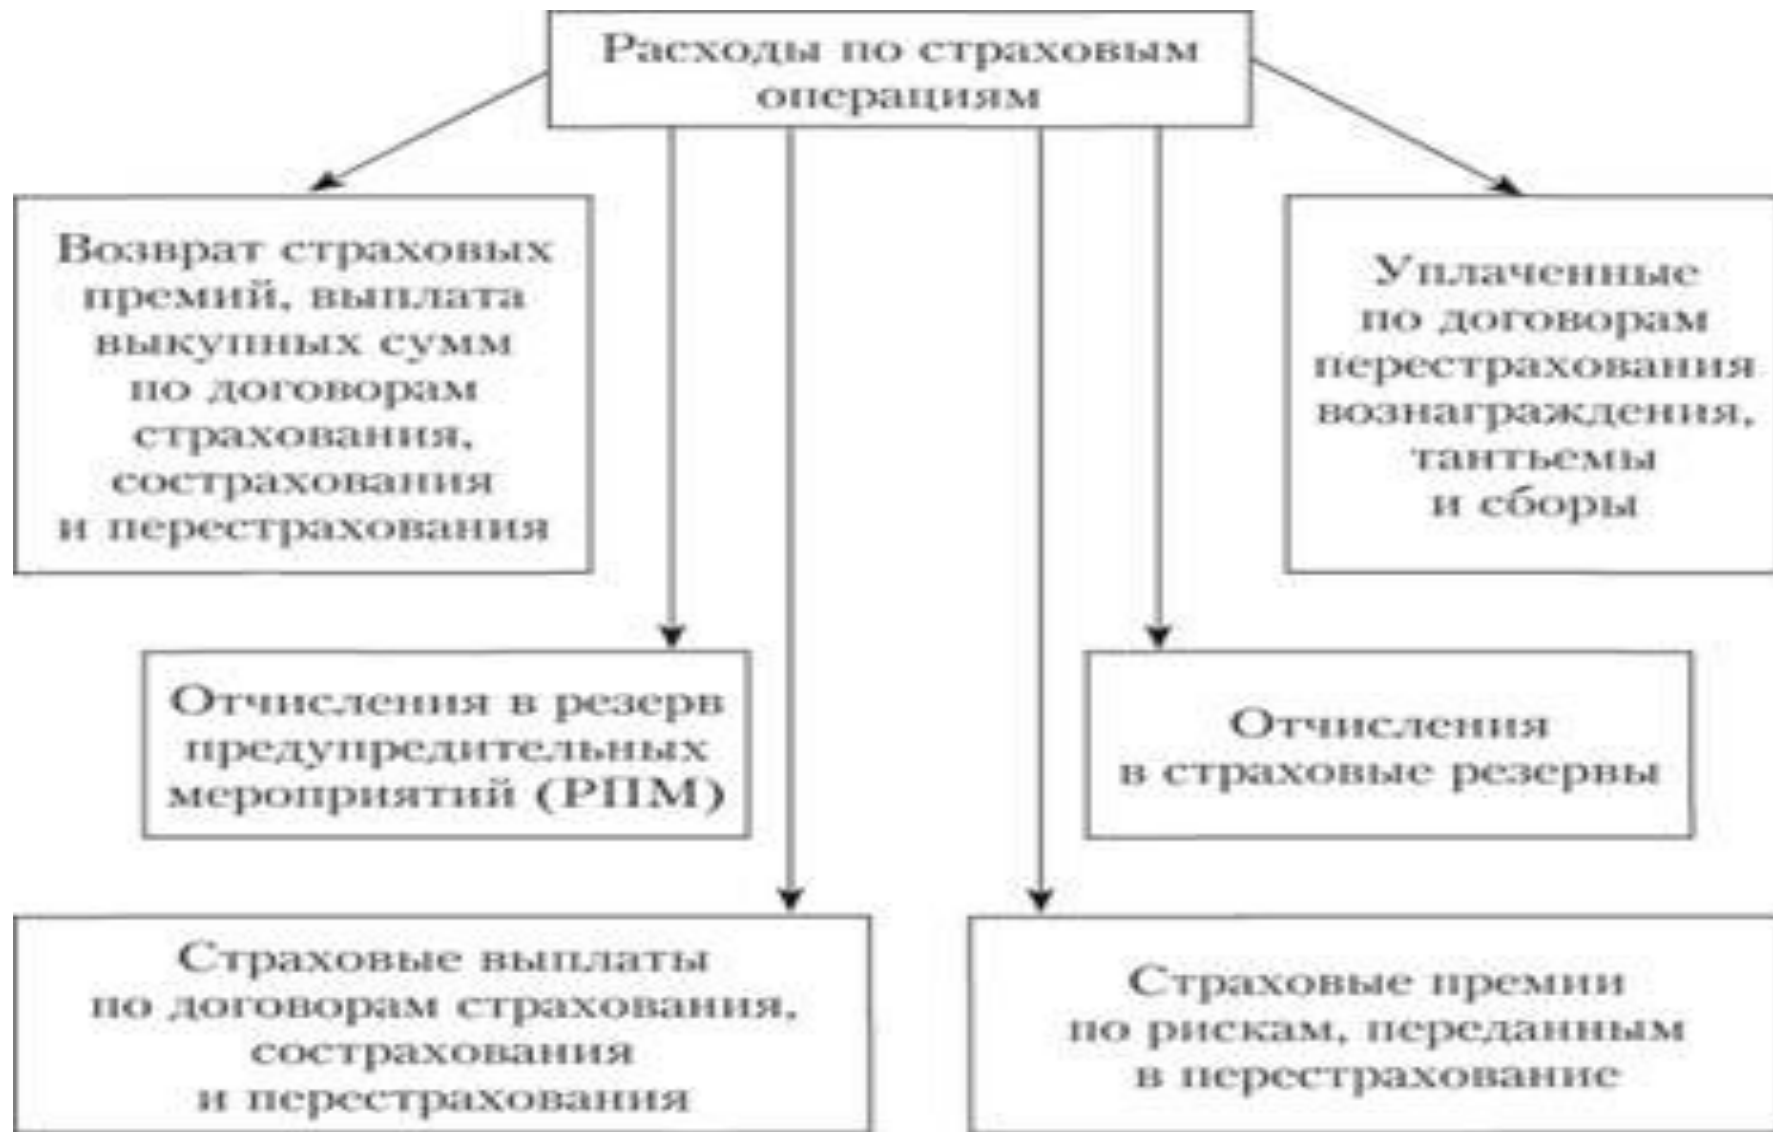 Расходы по страховым
операциям
Возврат страховых
премий, выплата
выкупных сумм
по договорам
страхования,
сострахования
и перестрахования
Уплаченные
по договорам
перестрахования
вознаграждения,
тантьемы
и сборы
Отчисления в резерв
предупредительных
мероприятий (РПМ)
Отчисления
в страховые резервы
Страховые выплаты
по договорам страхования,
сострахования
и перестрахования
Страховые премии
по рискам, переданным
в перестрахование